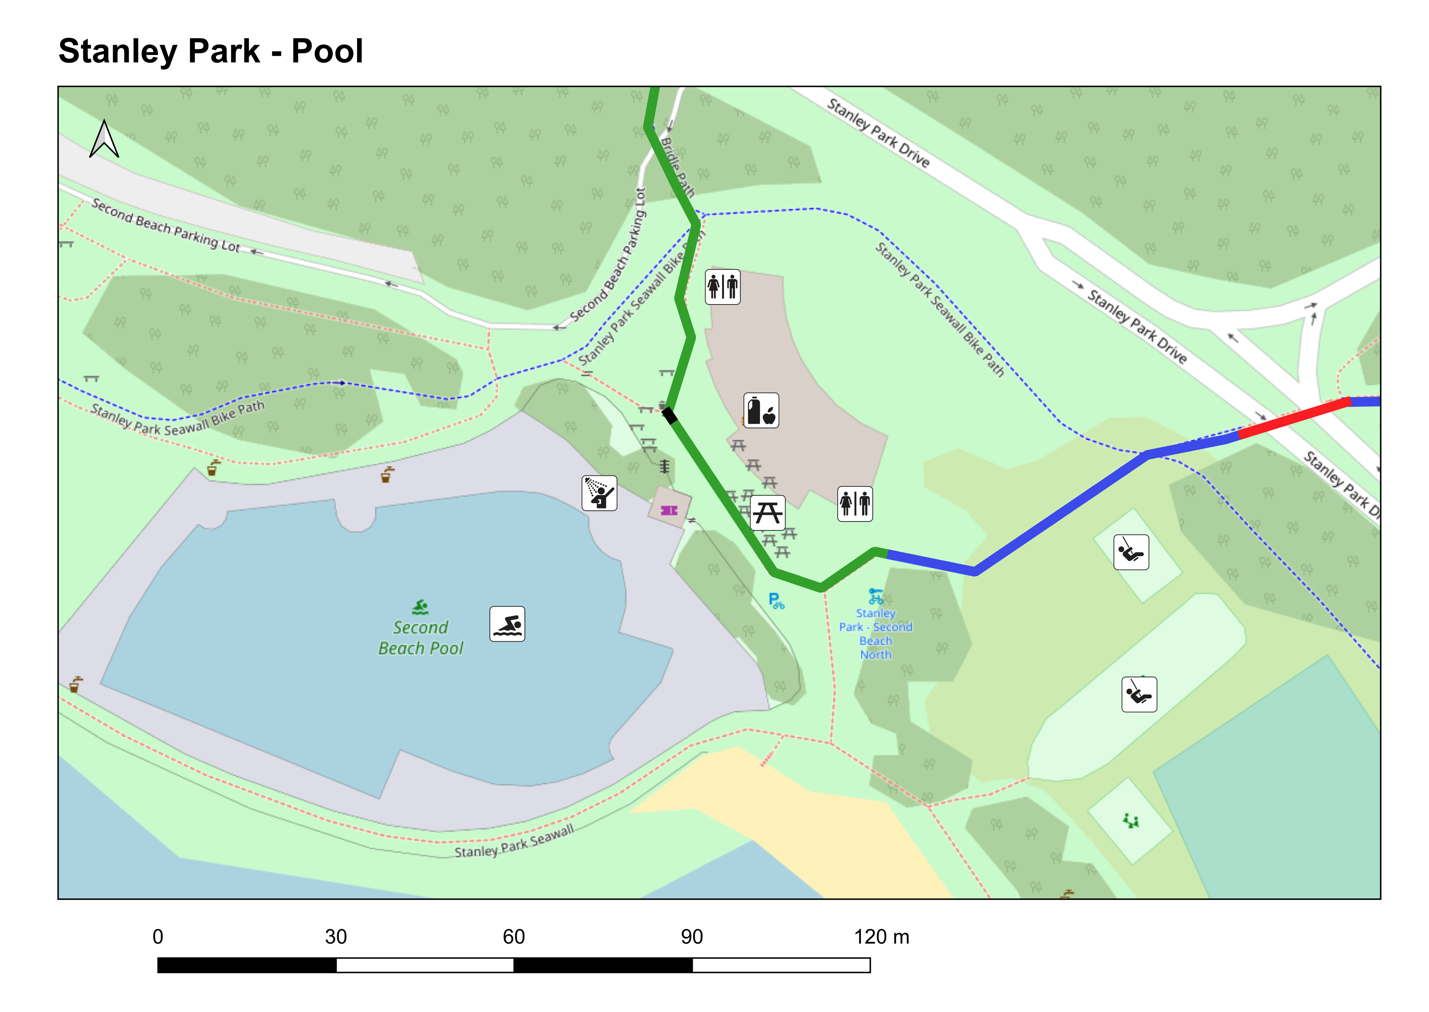 Stanley Park - Pool
Stanley Park Drive
Bridle Path
Second Beach Parking Lot
Second Beach Parking Lot
Stanley Park Seawall Bike Path
Stanley Park Seawall Bike Path
Stanley Park Drive
Stanley Park Seawall Bike Path
Stanley Park Dr
P
Second
Beach Pool
Stanley
Park - Second
Beach
North
Stanley Park Seawall
0 30 60 90 120 m